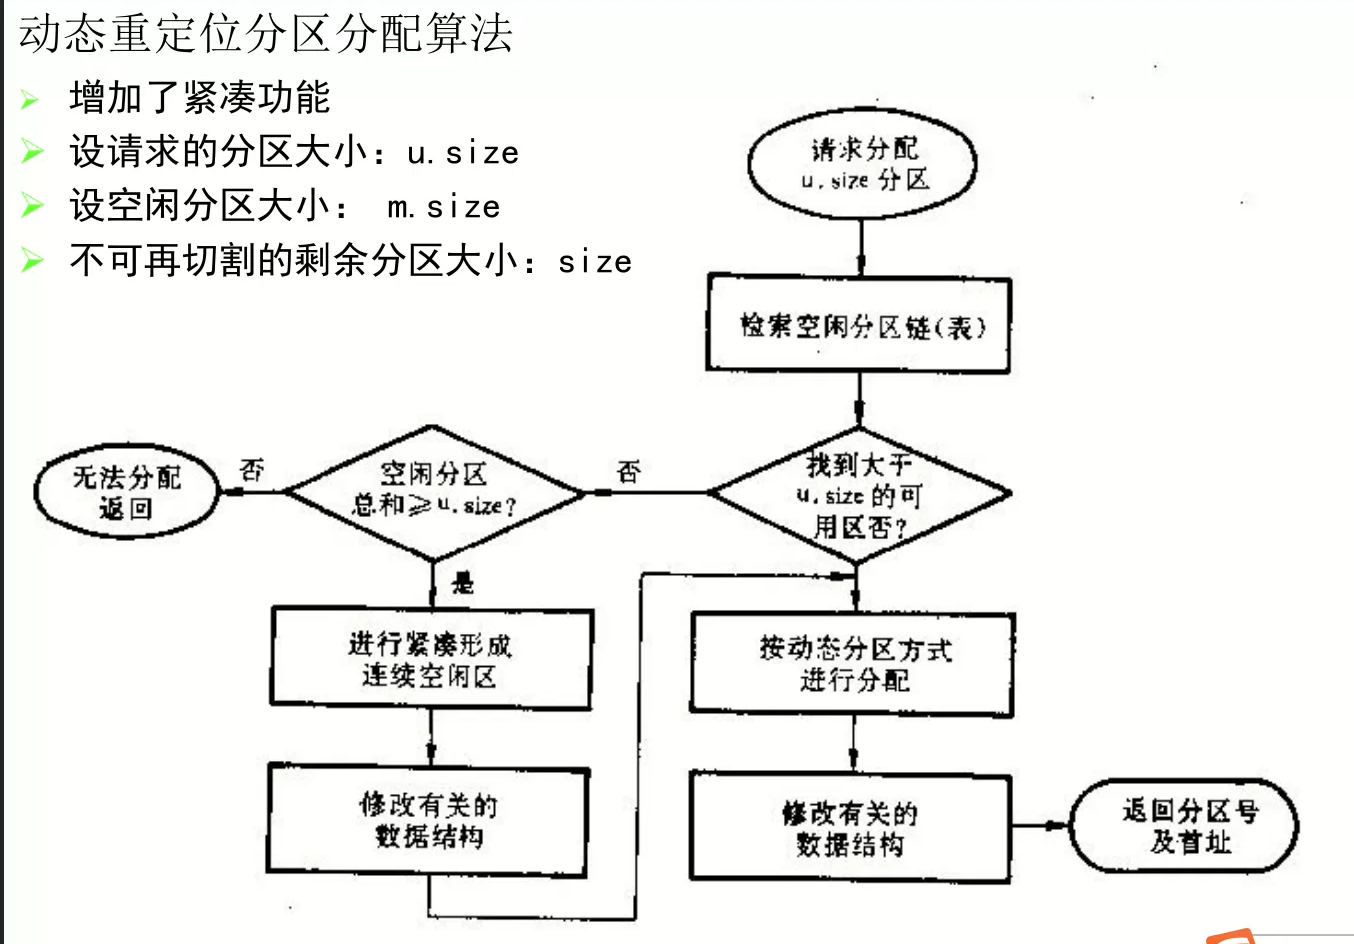 动态重定位分区分配算法
增加了紧凑功能
设请求的分区大小：u.size
设空闲分区大小： m.size
不可再切割的剩余分区大小：size
请求分配
u.size 分区
检索空闲分区链(表)
找到大于
u.size 的可
用区否?
否
空闲分区
总和≥u.size?
否
无法分配
返回
是
进行紧凑形成
连续空闲区
修改有关的
数据结构
按动态分区方式
进行分配
修改有关的
数据结构
返回分区号
及首址